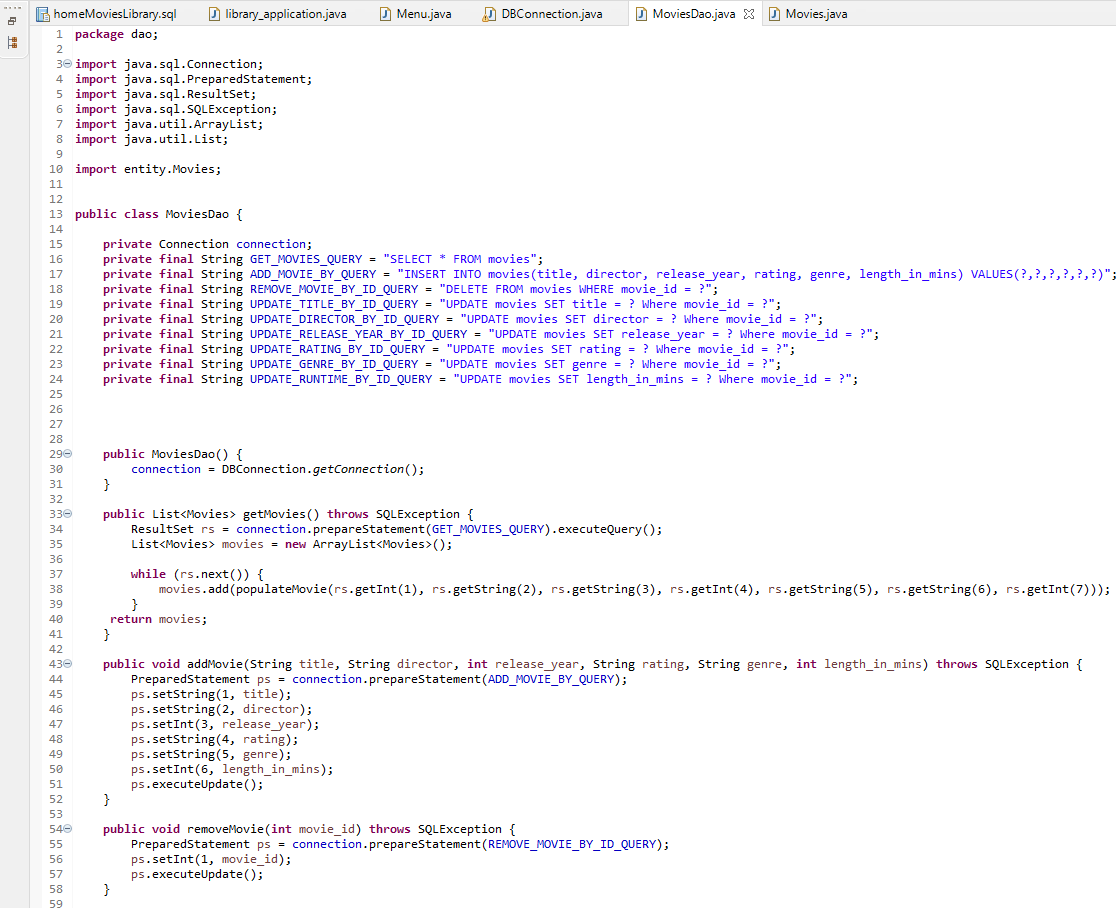 homeMoviesLibrary.sql library_application.java Menu.java DBConnection.java MoviesDao.java Movies.java
1 package dao;
2
3 import java.sql.Connection;
4 import java.sql.PreparedStatement;
5 import java.sql.ResultSet;
6 import java.sql.SQLException;
7 import java.util.ArrayList;
8 import java.util.List;
9
10 import entity.Movies;
11
12
13 public class MoviesDao {
14
15 private Connection connection;
16 private final String GET_MOVIES_QUERY = "SELECT * FROM movies";
17 private final String ADD_MOVIE_BY_QUERY = "INSERT INTO movies(title, director, release_year, rating, genre, length_in_mins) VALUES(?,?,?,?,?,?)";
18 private final String REMOVE_MOVIE_BY_ID_QUERY = "DELETE FROM movies WHERE movie_id = ?";
19 private final String UPDATE_TITLE_BY_ID_QUERY = "UPDATE movies SET title = ? Where movie_id = ?";
20 private final String UPDATE_DIRECTOR_BY_ID_QUERY = "UPDATE movies SET director = ? Where movie_id = ?";
21 private final String UPDATE_RELEASE_YEAR_BY_ID_QUERY = "UPDATE movies SET release_year = ? Where movie_id = ?";
22 private final String UPDATE_RATING_BY_ID_QUERY = "UPDATE movies SET rating = ? Where movie_id = ?";
23 private final String UPDATE_GENRE_BY_ID_QUERY = "UPDATE movies SET genre = ? Where movie_id = ?";
24 private final String UPDATE_RUNTIME_BY_ID_QUERY = "UPDATE movies SET length_in_mins = ? Where movie_id = ?";
25
26
27
28
29 public MoviesDao() {
30 connection = DBConnection.getConnection();
31 }
32
33 public List<Movies> getMovies() throws SQLException {
34 ResultSet rs = connection.prepareStatement(GET_MOVIES_QUERY).executeQuery();
35 List<Movies> movies = new ArrayList<Movies>();
36
37 while (rs.next()) {
38 movies.add(populateMovie(rs.getInt(1), rs.getString(2), rs.getString(3), rs.getInt(4), rs.getString(5), rs.getString(6), rs.getInt(7)));
39 }
40 return movies;
41 }
42
43 public void addMovie(String title, String director, int release_year, String rating, String genre, int length_in_mins) throws SQLException {
44 PreparedStatement ps = connection.prepareStatement(ADD_MOVIE_BY_QUERY);
45 ps.setString(1, title);
46 ps.setString(2, director);
47 ps.setInt(3, release_year);
48 ps.setString(4, rating);
49 ps.setString(5, genre);
50 ps.setInt(6, length_in_mins);
51 ps.executeUpdate();
52 }
53
54 public void removeMovie(int movie_id) throws SQLException {
55 PreparedStatement ps = connection.prepareStatement(REMOVE_MOVIE_BY_ID_QUERY);
56 ps.setInt(1, movie_id);
57 ps.executeUpdate();
58 }
59